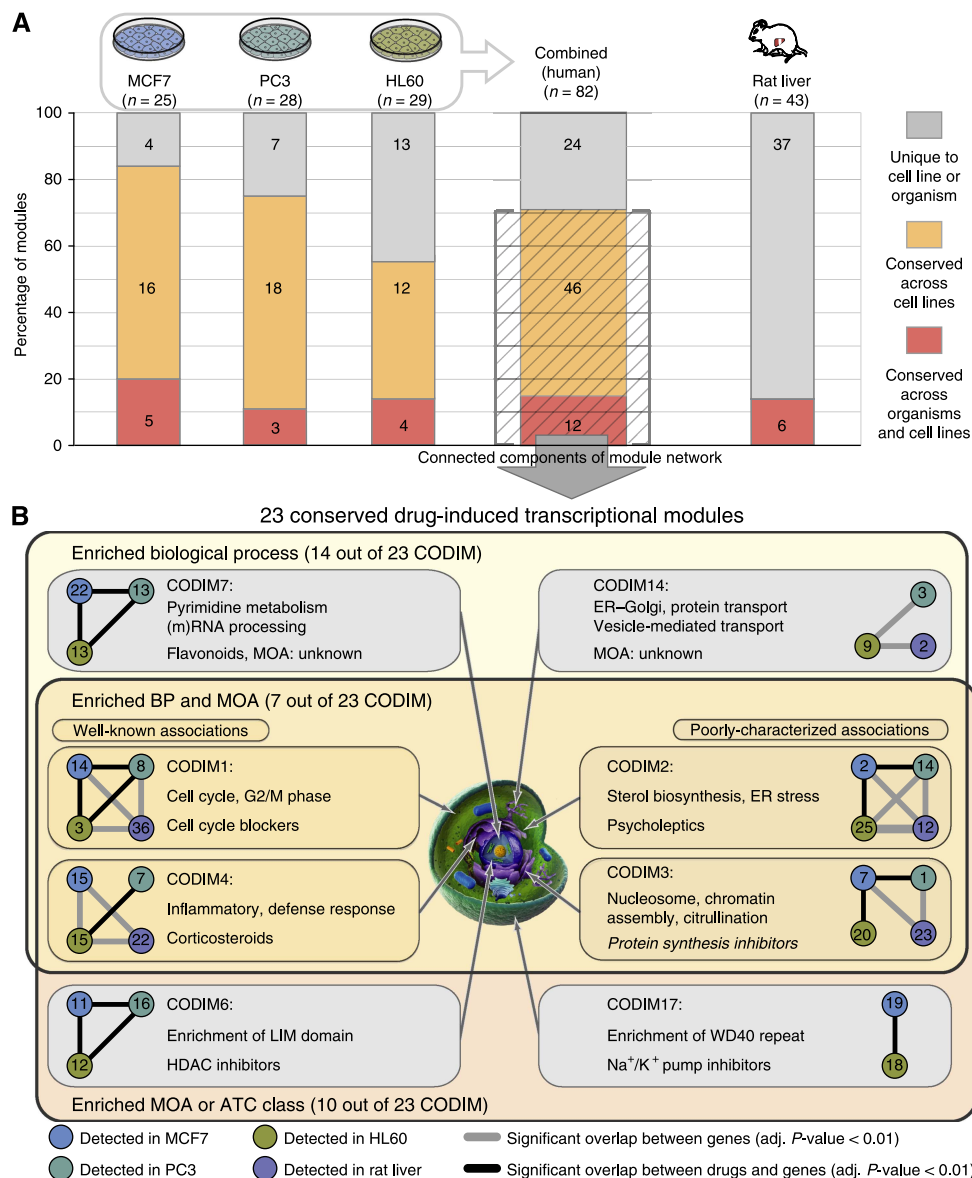 A
MCF7
(n = 25)
PC3
(n = 28)
HL60
(n = 29)
Combined
(human)
(n = 82)
Rat liver
(n = 43)
Percentage of modules
100
80
60
40
20
0
4
16
5
7
18
3
13
12
4
24
46
12
37
6
Unique to
cell line or
organism
Conserved
across
cell lines
Conserved
across
organisms
and cell lines
Connected components of module network
B
23 conserved drug-induced transcriptional modules
Enriched biological process (14 out of 23 CODIM)
22
13
13
CODIM7:
Pyrimidine metabolism
(m)RNA processing
Flavonoids, MOA: unknown
CODIM14:
ER–Golgi, protein transport
Vesicle-mediated transport
MOA: unknown
3
9
2
Enriched BP and MOA (7 out of 23 CODIM)
Well-known associations
Poorly-characterized associations
14
8
3
36
CODIM1:
Cell cycle, G2/M phase
Cell cycle blockers
CODIM2:
Sterol biosynthesis, ER stress
Psycholeptics
2
14
25
12
15
7
15
22
CODIM4:
Inflammatory, defense response
Corticosteroids
CODIM3:
Nucleosome, chromatin
assembly, citrullination
Protein synthesis inhibitors
7
1
20
23
11
16
12
CODIM6:
Enrichment of LIM domain
HDAC inhibitors
CODIM17:
Enrichment of WD40 repeat
Na⁺/K⁺ pump inhibitors
19
18
Enriched MOA or ATC class (10 out of 23 CODIM)
Detected in MCF7
Detected in HL60
Significant overlap between genes (adj. P-value < 0.01)
Detected in PC3
Detected in rat liver
Significant overlap between drugs and genes (adj. P-value < 0.01)